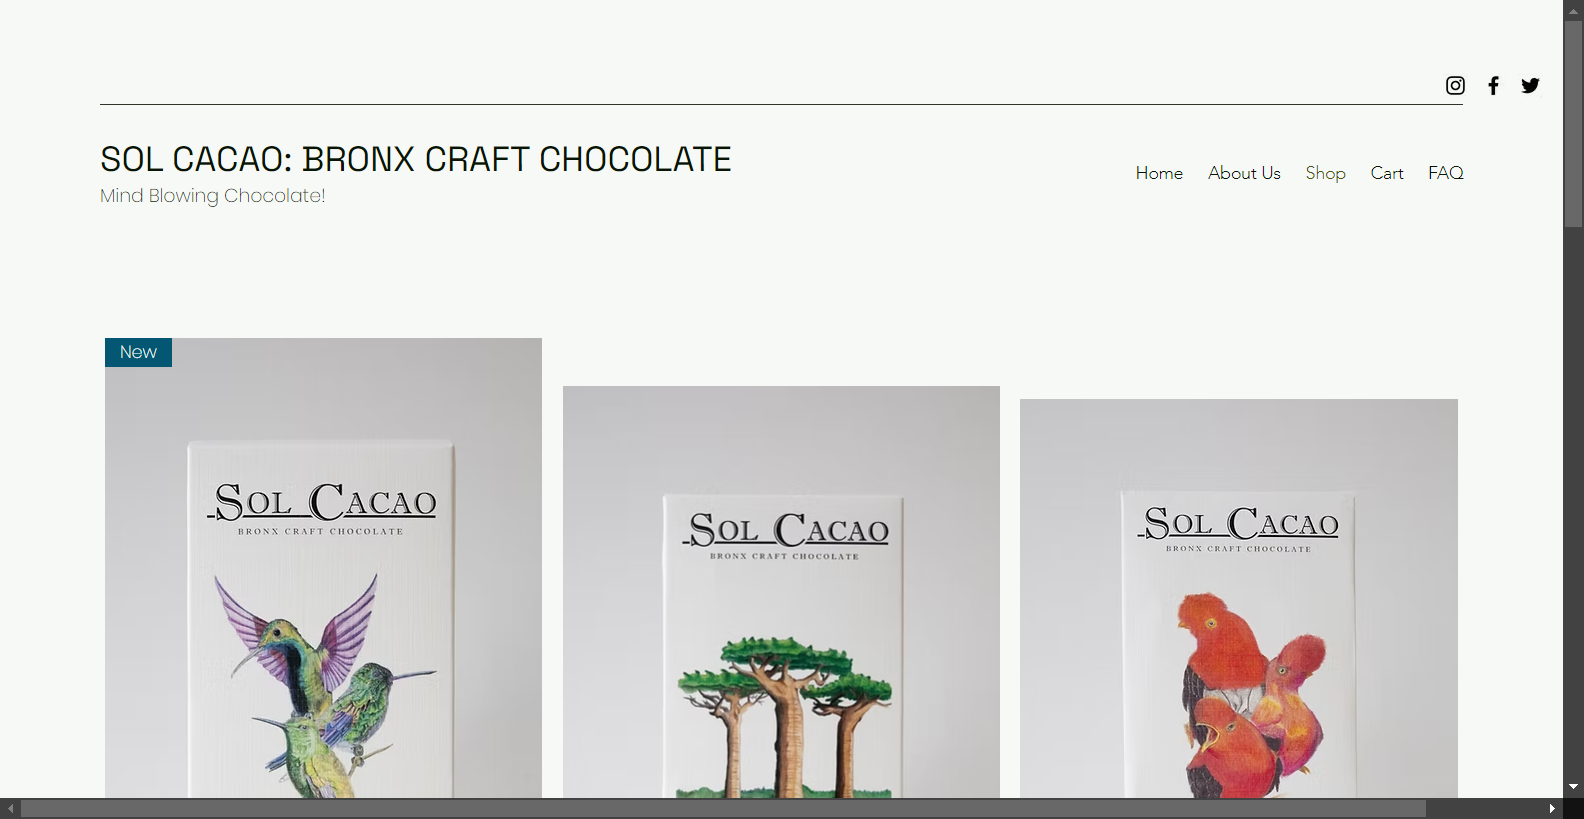 SOL CACAO: BRONX CRAFT CHOCOLATE
Mind Blowing Chocolate!
Home About Us Shop Cart FAQ
New
SOL CACAO
BRONX CRAFT CHOCOLATE
SOL CACAO
BRONX CRAFT CHOCOLATE
SOL CACAO
BRONX CRAFT CHOCOLATE